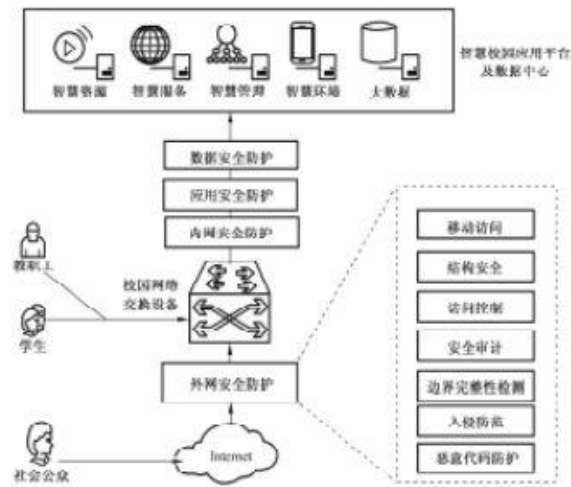 智慧资源
智慧服务
智慧管理
智慧环境
大数据
智慧校园应用平台
及数据中心
数据安全防护
应用安全防护
内网安全防护
教职工
校园网络
交换设备
学生
外网安全防护
社会公众
Internet
移动访问
结构安全
访问控制
安全审计
边界完整性检测
入侵防范
恶意代码防护